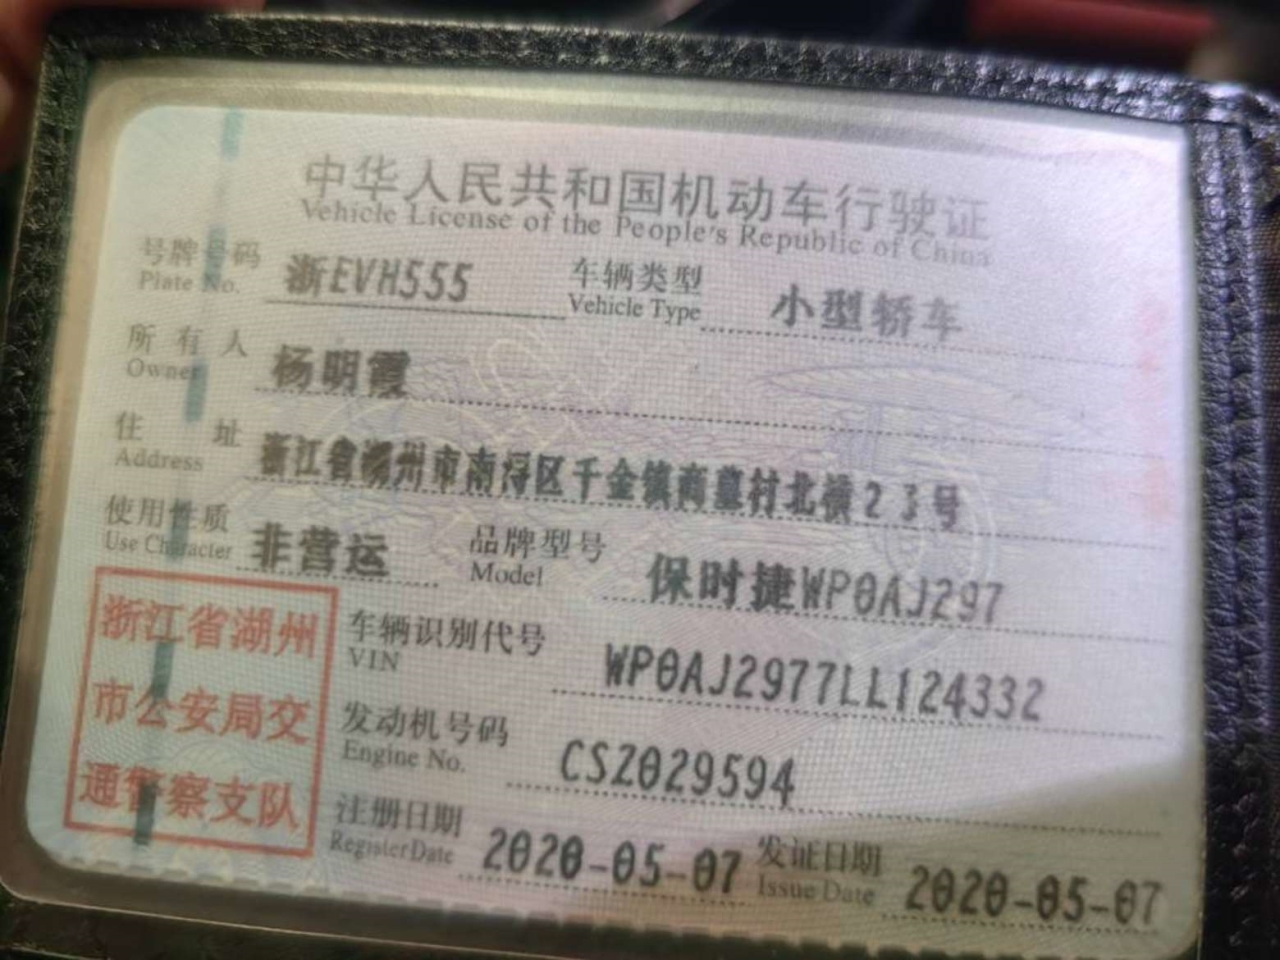 中华人民共和国机动车行驶证
Vehicle License of the People's Republic of China
号牌号码 浙EVH555 车辆类型 小型轿车
Plate No. Vehicle Type
所有人 杨明霞
Owner
住址 浙江省湖州市南浔区千金镇商墓村北横23号
Address
使用性质 非营运 品牌型号 保时捷WP0AJ297
Use Character Model
浙江省湖州
市公安局交
通警察支队
车辆识别代号 WP0AJ2977LL124332
VIN
发动机号码 CSZ029594
Engine No.
注册日期 2020-05-07 发证日期 2020-05-07
Register Date Issue Date